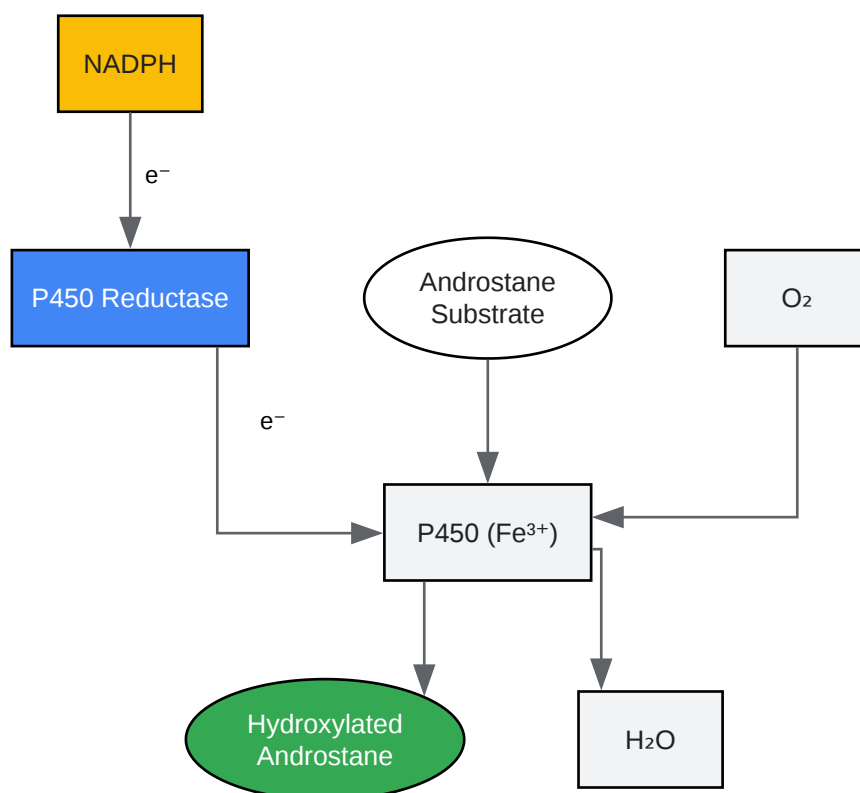 NADPH
e⁻
P450 Reductase
Androstane
Substrate
O₂
e⁻
P450 (Fe³⁺)
Hydroxylated
Androstane
H₂O